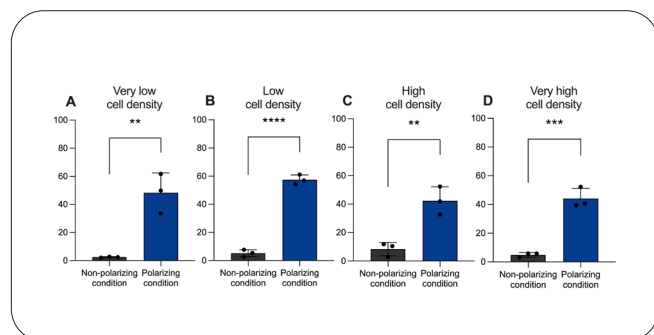 A
Very low
cell density
**
100
80
60
40
20
0
Non-polarizing
condition
Polarizing
condition
B
Low
cell density
****
100
80
60
40
20
0
Non-polarizing
condition
Polarizing
condition
C
High
cell density
**
100
80
60
40
20
0
Non-polarizing
condition
Polarizing
condition
D
Very high
cell density
***
100
80
60
40
20
0
Non-polarizing
condition
Polarizing
condition